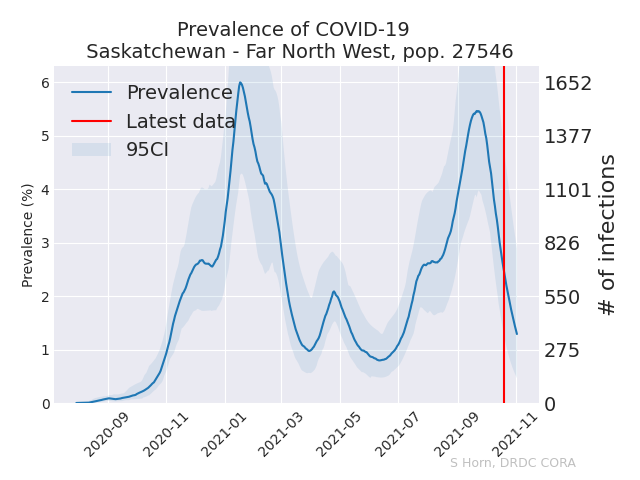 Prevalence of COVID-19
Saskatchewan - Far North West, pop. 27546
Prevalence
Latest data
95CI
Prevalence (%)
6
5
4
3
2
1
0
1652
1377
1101
826
550
275
0
# of infections
2020-09
2020-11
2021-01
2021-03
2021-05
2021-07
2021-09
2021-11
S Horn, DRDC CORA